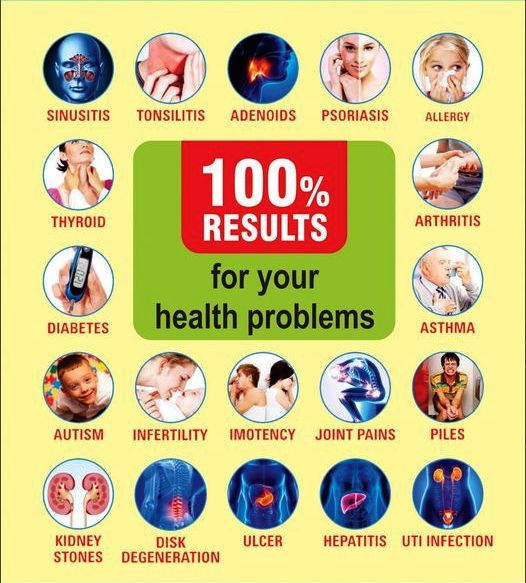 SINUSITIS
TONSILITIS
ADENOIDS
PSORIASIS
ALLERGY
100%
RESULTS
for your
health problems
THYROID
ARTHRITIS
DIABETES
ASTHMA
AUTISM
INFERTILITY
IMOTENCY
JOINT PAINS
PILES
KIDNEY
STONES
DISK
DEGENERATION
ULCER
HEPATITIS
UTI INFECTION